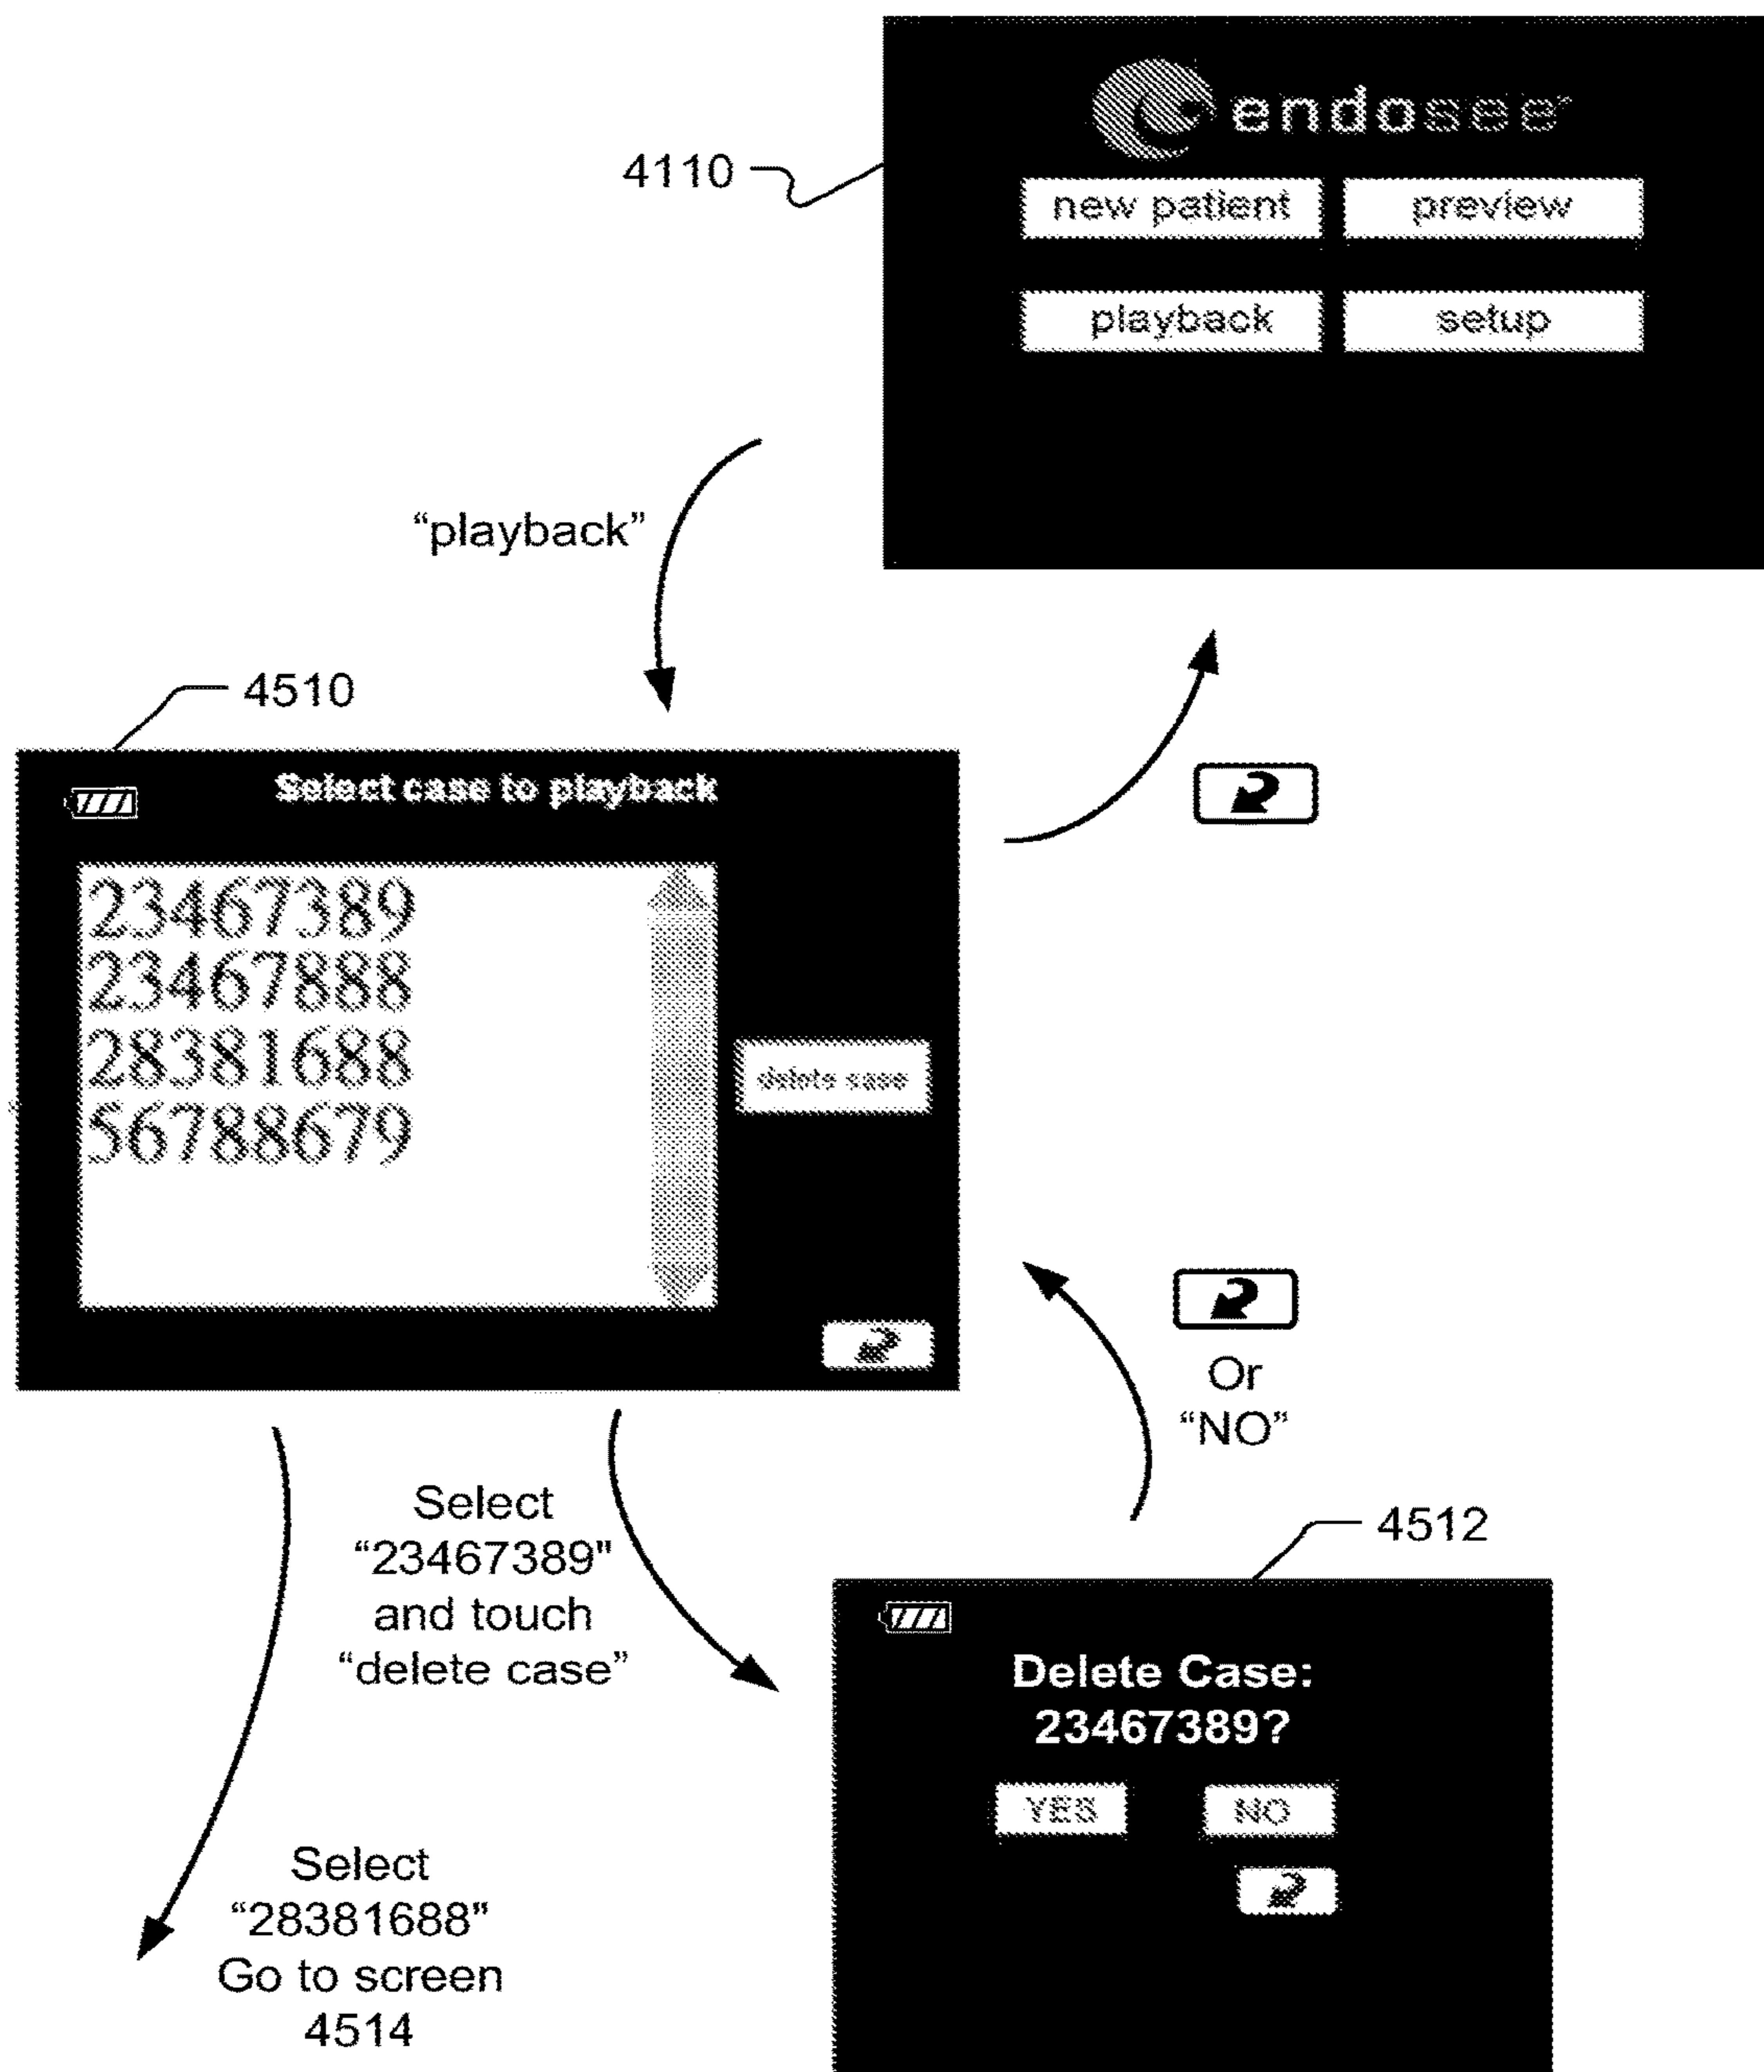 endosee
4110
new patient
preview
playback
setup
“playback”
4510
Select case to playback
23467389
23467888
28381688
56788679
delete case
Or
“NO”
Select
“23467389"
and touch
“delete case”
4512
Delete Case:
23467389?
YES
NO
Select
“28381688”
Go to screen
4514